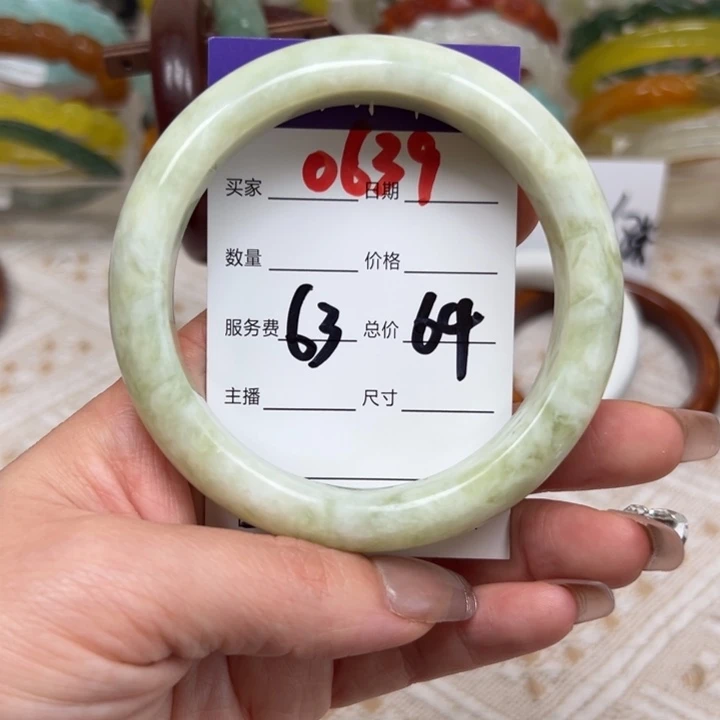 0639
买家 日期
数量 价格
服务费 63 总价 64
主播 尺寸